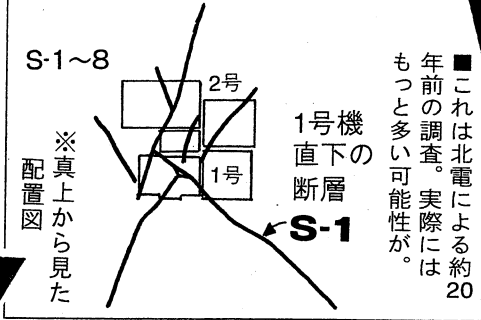 S-1〜8
2号
1号機
直下の
断層
1号
S-1
※真上から見た
配置図
■これは北電による約20
年前の調査。実際には
もっと多い可能性が。